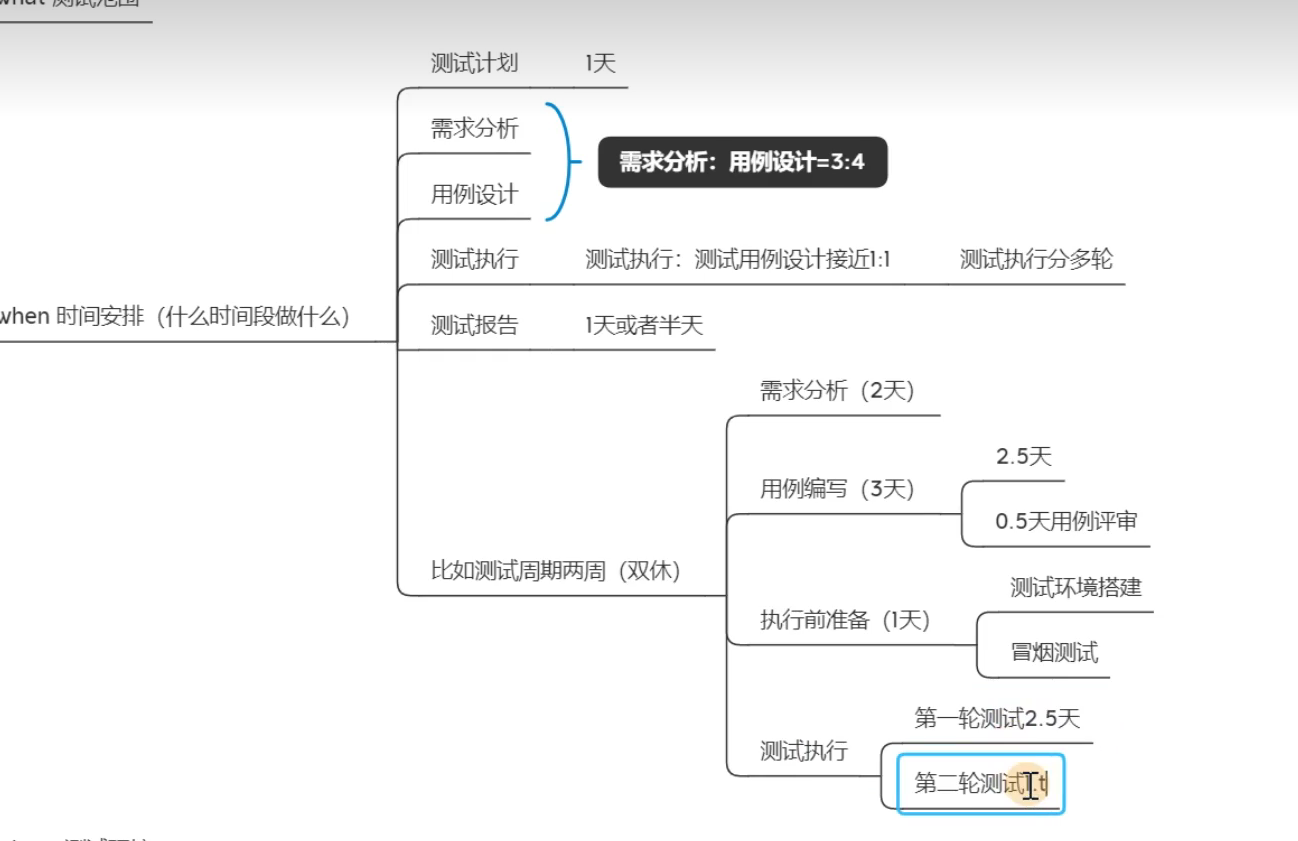 what 测试范围
测试计划 1天
需求分析
需求分析：用例设计=3:4
用例设计
测试执行 测试执行：测试用例设计接近1:1 测试执行分多轮
when 时间安排（什么时间段做什么）
测试报告 1天或者半天
需求分析（2天）
2.5天
用例编写（3天）
0.5天用例评审
比如测试周期两周（双休）
测试环境搭建
执行前准备（1天）
冒烟测试
第一轮测试2.5天
测试执行
第二轮测试